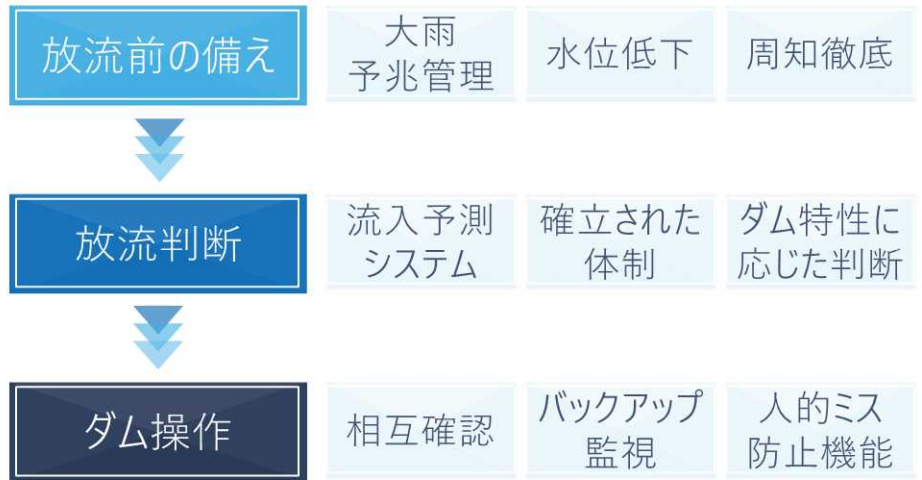 放流前の備え
大雨
予兆管理
水位低下
周知徹底
放流判断
流入予測
システム
確立された
体制
ダム特性に
応じた判断
ダム操作
相互確認
バックアップ
監視
人的ミス
防止機能